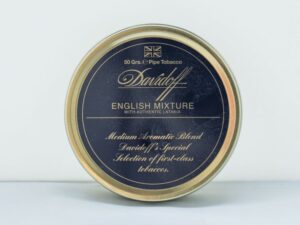 50 Grs. Pipe Tobacco
Davidoff
ENGLISH MIXTURE
WITH AUTHENTIC LATAKIA
Medium Aromatic Blend
Davidoff's Special
Selection of first-class
tobaccos.